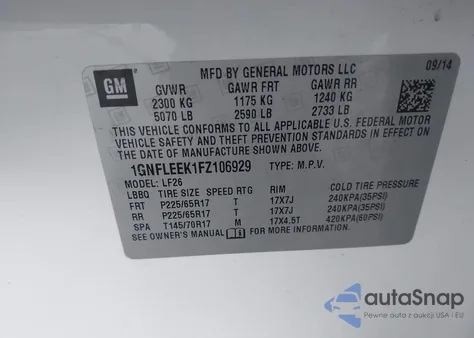 GM
MFD BY GENERAL MOTORS LLC 09/14
GVWR GAWR FRT GAWR RR
2300 KG 1175 KG 1240 KG
5070 LB 2590 LB 2733 LB
THIS VEHICLE CONFORMS TO ALL APPLICABLE U.S. FEDERAL MOTOR
VEHICLE SAFETY AND THEFT PREVENTION STANDARDS IN EFFECT
ON THE DATE OF MANUFACTURE SHOWN ABOVE.
1GNFLEEK1FZ106929 TYPE: M.P.V.
MODEL: LF26
LBBQ TIRE SIZE SPEED RTG RIM COLD TIRE PRESSURE
FRT P225/65R17 T 17X7J 240KPA(35PSI)
RR P225/65R17 T 17X7J 240KPA(35PSI)
SPA T145/70R17 M 17X4.5T 420KPA(60PSI)
SEE OWNER'S MANUAL FOR MORE INFORMATION.
autaSnap
Pewne auta z aukcji USA i EU